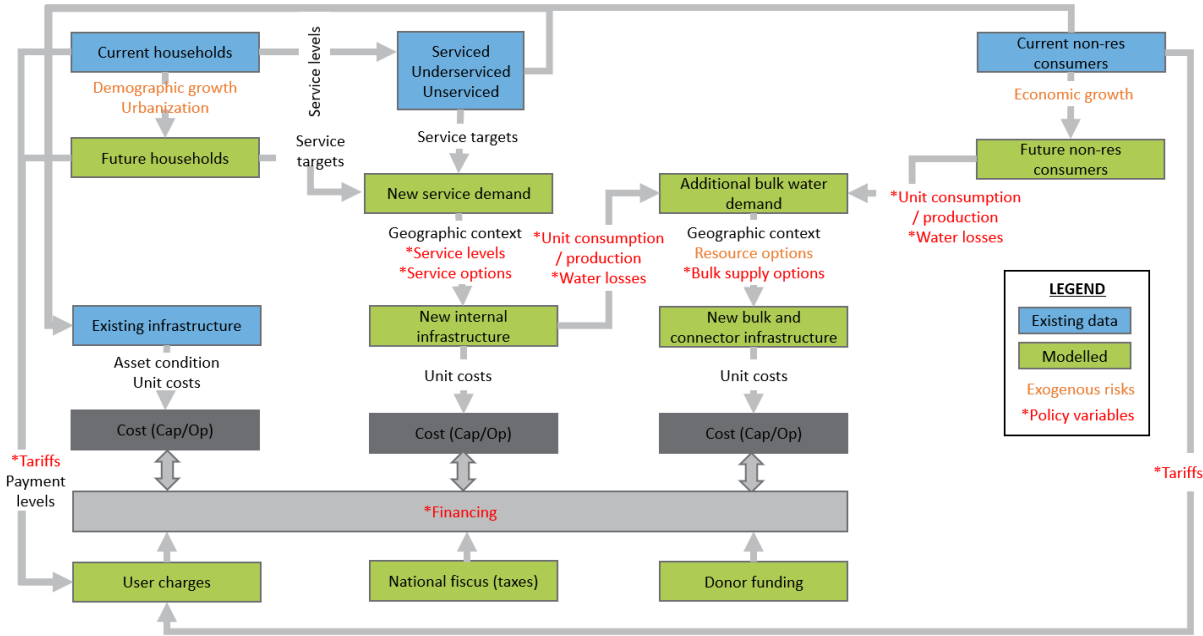 Current households
Service levels
Serviced
Underserviced
Unserviced
Current non-res
consumers
Demographic growth
Urbanization
Economic growth
Service targets
Service
targets
Future households
Future non-res
consumers
New service demand
Additional bulk water
demand
*Unit consumption
/ production
*Water losses
Geographic context
*Service levels
*Service options
*Unit consumption
/ production
*Water losses
Geographic context
Resource options
*Bulk supply options
LEGEND
Existing data
Modelled
Exogenous risks
*Policy variables
Existing infrastructure
New internal
infrastructure
New bulk and
connector infrastructure
Asset condition
Unit costs
Unit costs
Unit costs
Cost (Cap/Op)
Cost (Cap/Op)
Cost (Cap/Op)
*Tariffs
Payment
levels
*Tariffs
*Financing
User charges
National fiscus (taxes)
Donor funding